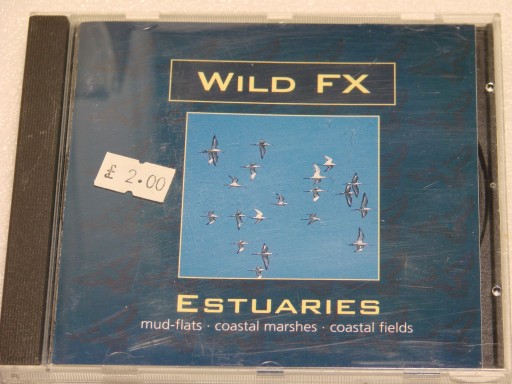 WILD FX
£ 2.00
ESTUARIES
mud-flats · coastal marshes · coastal fields